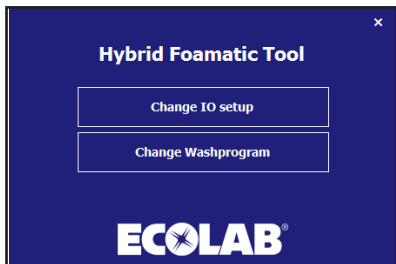 ×
Hybrid Foamatic Tool
Change IO setup
Change Washprogram
ECOLAB®